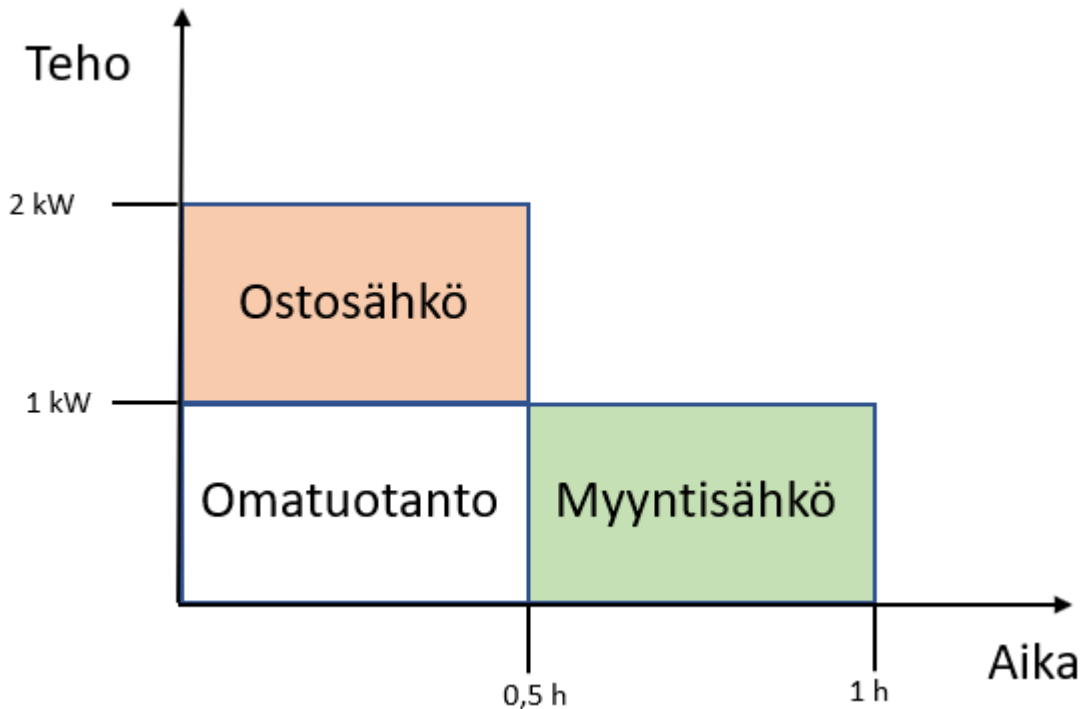 Teho
2 kW
Ostosähkö
1 kW
Omatuotanto
Myyntisähkö
0,5 h
1 h
Aika